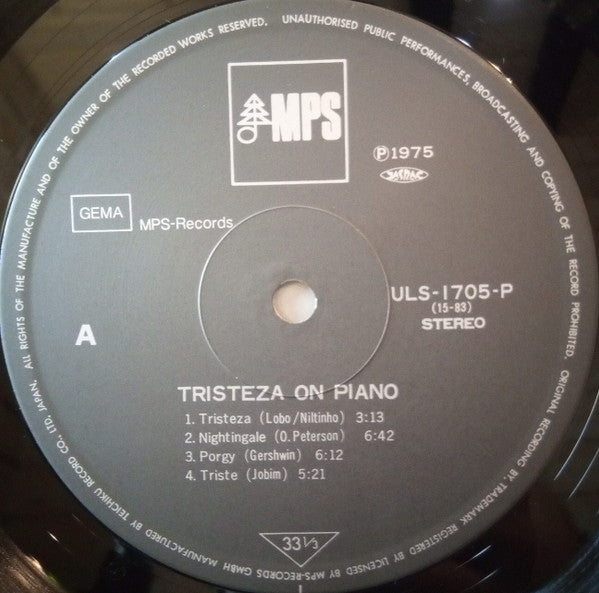 ALL RIGHTS OF THE MANUFACTURE AND OF THE OWNER OF THE RECORDED WORKS RESERVED. UNAUTHORISED PUBLIC PERFORMANCES, BROADCASTING AND COPYING OF THE RECORD PROHIBITED.
MPS
Ⓟ1975
JASRAC
GEMA
MPS-Records
ULS-1705-P
(15-83)
A
STEREO
TRISTEZA ON PIANO
1. Tristeza (Lobo/Niltinho) 3:13
2. Nightingale (O. Peterson) 6:42
3. Porgy (Gershwin) 6:12
4. Triste (Jobim) 5:21
33⅓
ORIGINAL RECORDING BY, TRADEMARK REGISTERED OF AND LICENSED BY MPS-RECORDS GMBH MANUFACTURED BY TEICHIKU RECORD CO., LTD. JAPAN.